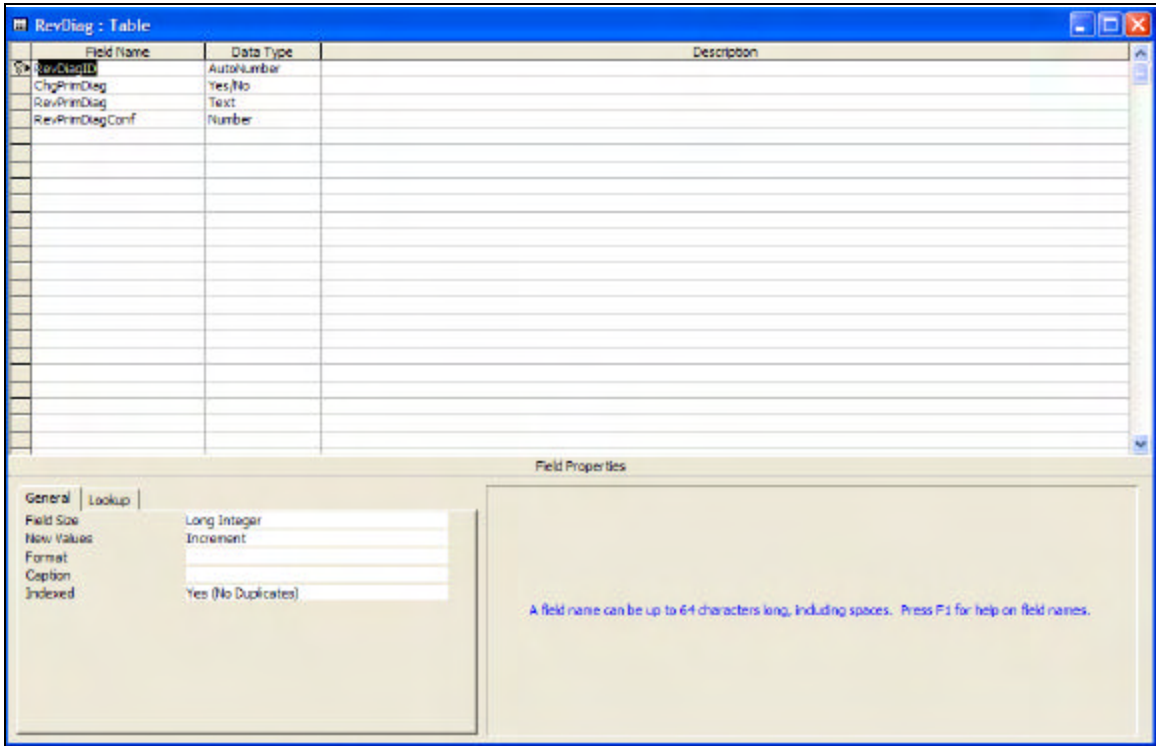 RevDiag : Table
Field Name Data Type Description
RevDiagID AutoNumber
ChgPrimDiag Yes/No
RevPrimDiag Text
RevPrimDiagConf Number
Field Properties
General Lookup
Field Size Long Integer
New Values Increment
Format
Caption
Indexed Yes (No Duplicates)
A field name can be up to 64 characters long, including spaces. Press F1 for help on field names.